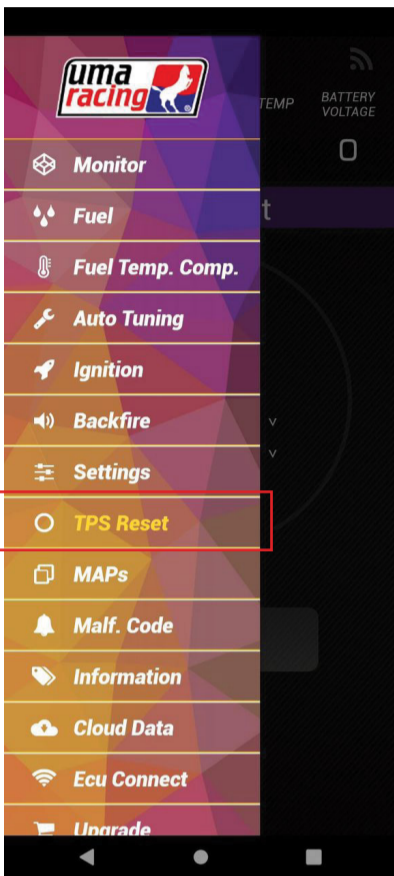 uma
racing
TEMP
BATTERY
VOLTAGE
0
t
Monitor
Fuel
Fuel Temp. Comp.
Auto Tuning
Ignition
Backfire
V
V
Settings
TPS Reset
MAPs
Malf. Code
Information
Cloud Data
Ecu Connect
Upgrade